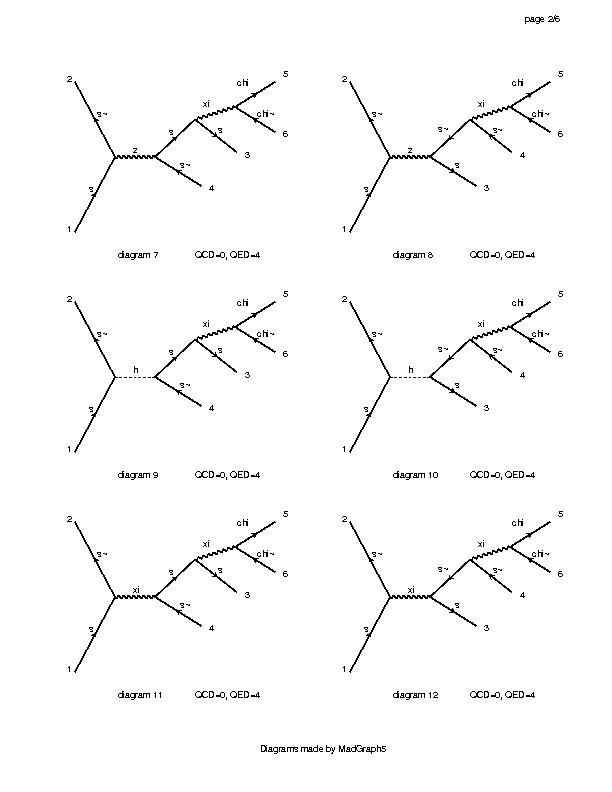 page 2/6
2 chi 5
s~ xi chi~
s s 6
z 3
s s~ 4
1
diagram 7 QCD=0, QED=4
2 chi 5
s~ xi chi~
s~ s~ 6
z 4
s s 3
1
diagram 8 QCD=0, QED=4
2 chi 5
s~ xi chi~
s s 6
h 3
s s~ 4
1
diagram 9 QCD=0, QED=4
2 chi 5
s~ xi chi~
s~ s~ 6
h 4
s s 3
1
diagram 10 QCD=0, QED=4
2 chi 5
s~ xi chi~
s s 6
xi 3
s s~ 4
1
diagram 11 QCD=0, QED=4
2 chi 5
s~ xi chi~
s~ s~ 6
xi 4
s s 3
1
diagram 12 QCD=0, QED=4
Diagrams made by MadGraph5